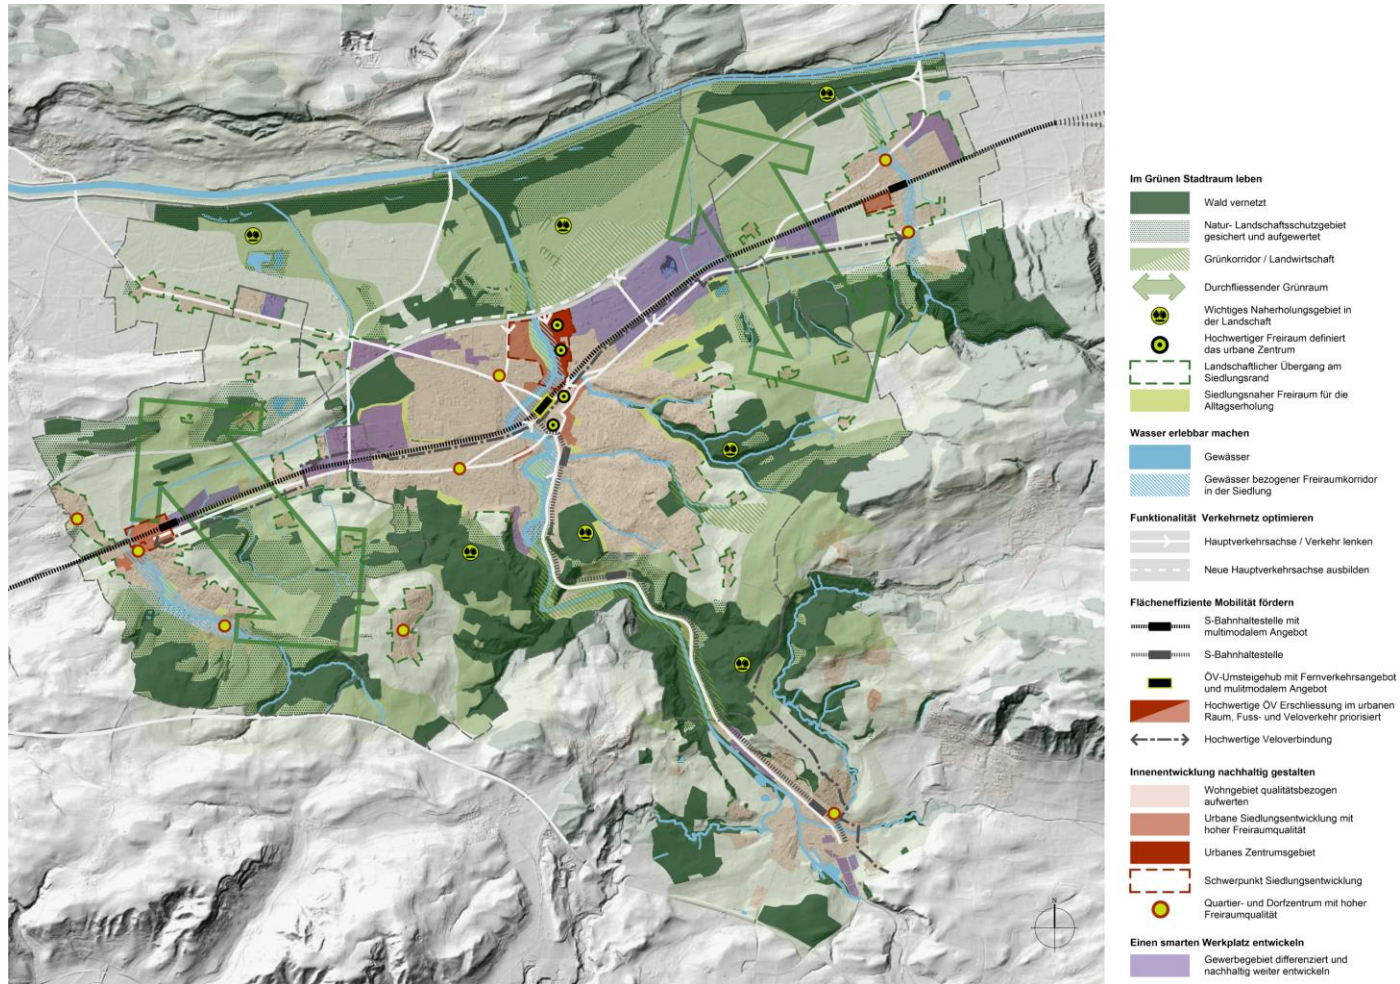 Im Grünen Stadtraum leben
Wald vernetzt
Natur- Landschaftsschutzgebiet
gesichert und aufgewertet
Grünkorridor / Landwirtschaft
Durchfliessender Grünraum
Wichtiges Naherholungsgebiet in
der Landschaft
Hochwertiger Freiraum definiert
das urbane Zentrum
Landschaftlicher Übergang am
Siedlungsrand
Siedlungsnaher Freiraum für die
Alltagserholung
Wasser erlebbar machen
Gewässer
Gewässer bezogener Freiraumkorridor
in der Siedlung
Funktionalität Verkehrnetz optimieren
Hauptverkehrsachse / Verkehr lenken
Neue Hauptverkehrsachse ausbilden
Flächeneffiziente Mobilität fördern
S-Bahnhaltestelle mit
multimodalem Angebot
S-Bahnhaltestelle
ÖV-Umsteigehub mit Fernverkehrsangebot
und mulitmodalem Angebot
Hochwertige ÖV Erschliessung im urbanen
Raum, Fuss- und Veloverkehr priorisiert
Hochwertige Veloverbindung
Innenentwicklung nachhaltig gestalten
Wohngebiet qualitätsbezogen
aufwerten
Urbane Siedlungsentwicklung mit
hoher Freiraumqualität
Urbanes Zentrumsgebiet
Schwerpunkt Siedlungsentwicklung
Quartier- und Dorfzentrum mit hoher
Freiraumqualität
Einen smarten Werkplatz entwickeln
Gewerbegebiet differenziert und
nachhaltig weiter entwickeln
N